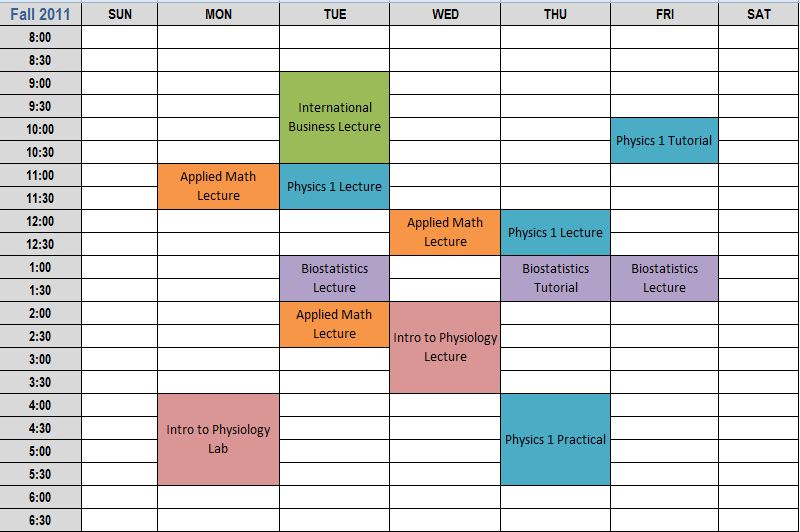 Fall 2011 SUN MON TUE WED THU FRI SAT
8:00
8:30
9:00
9:30
International
Business Lecture
10:00
10:30
Physics 1 Tutorial
11:00
11:30
Applied Math
Lecture
Physics 1 Lecture
12:00
12:30
Applied Math
Lecture
Physics 1 Lecture
1:00
1:30
Biostatistics
Lecture
Biostatistics
Tutorial
Biostatistics
Lecture
2:00
2:30
Applied Math
Lecture
3:00
3:30
Intro to Physiology
Lecture
4:00
4:30
5:00
5:30
Intro to Physiology
Lab
Physics 1 Practical
6:00
6:30